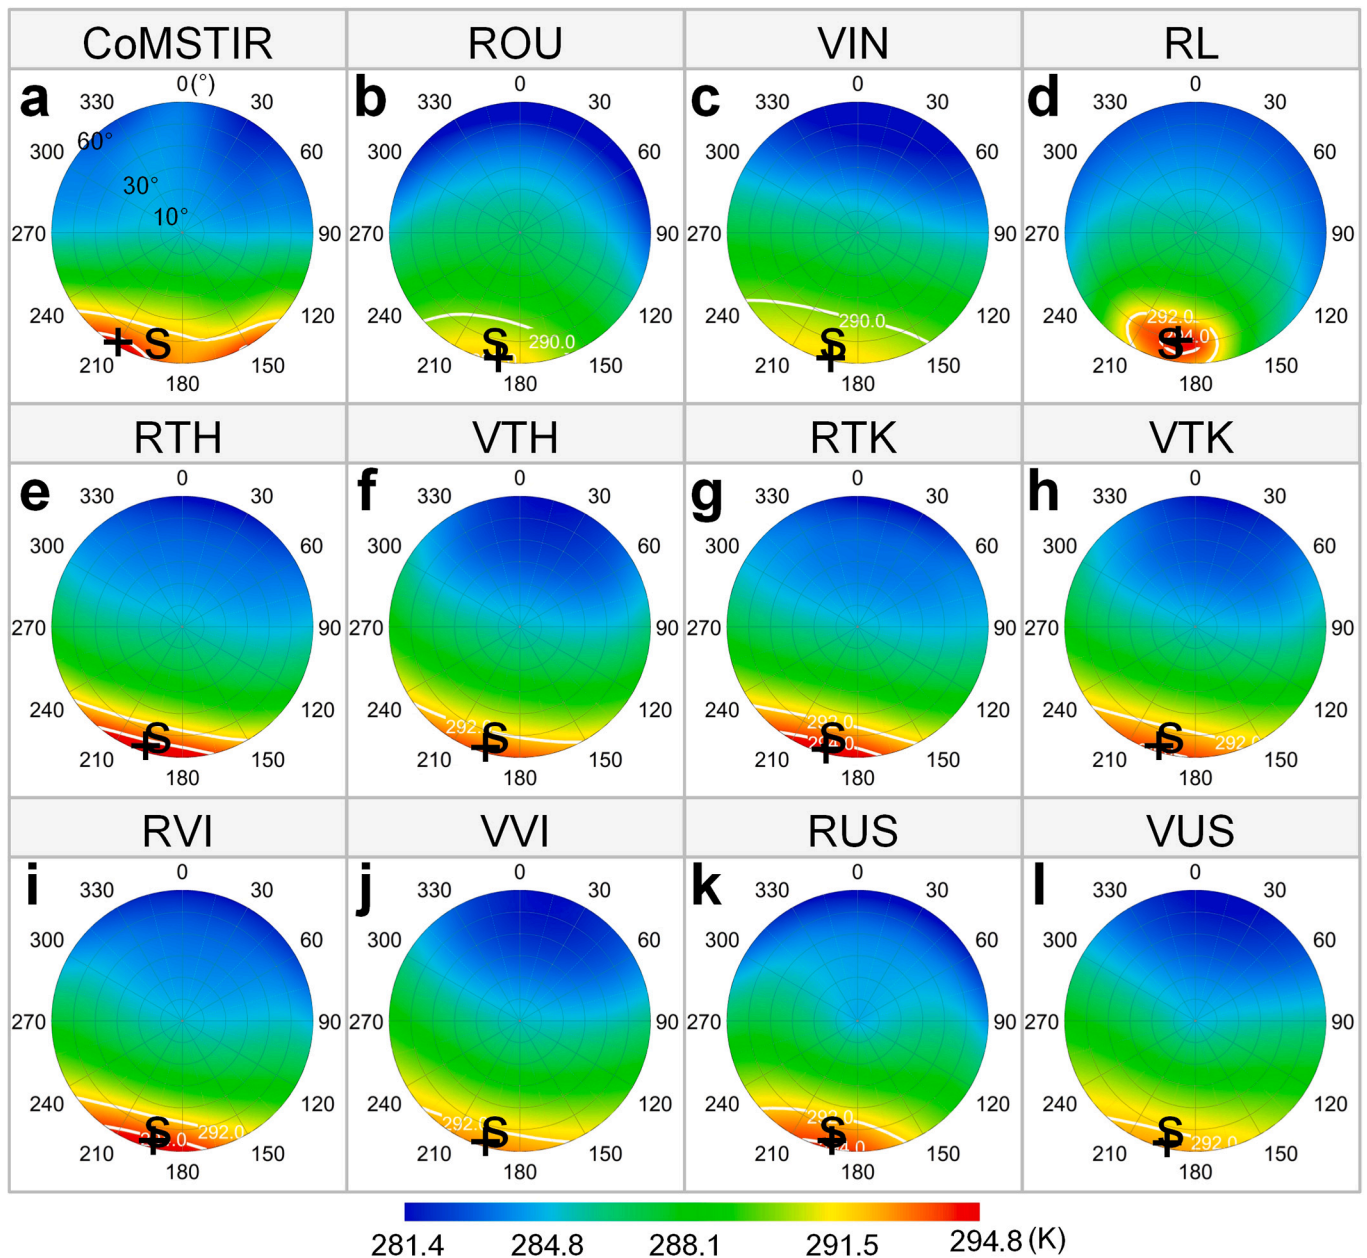 CoMSTIR ROU VIN RL
a 0(°) 30 60 90 120 150 180 210 240 270 300 330 60° 30° 10° S
b 0 30 60 90 120 150 180 210 240 270 300 330 290.0 S
c 0 30 60 90 120 150 180 210 240 270 300 330 290.0 S
d 0 30 60 90 120 150 180 210 240 270 300 330 292.0 S
RTH VTH RTK VTK
e 0 30 60 90 120 150 180 210 240 270 300 330 S
f 0 30 60 90 120 150 180 210 240 270 300 330 292.0 S
g 0 30 60 90 120 150 180 210 240 270 300 330 292.0 S
h 0 30 60 90 120 150 180 210 240 270 300 330 292.0 S
RVI VVI RUS VUS
i 0 30 60 90 120 150 180 210 240 270 300 330 292.0 S
j 0 30 60 90 120 150 180 210 240 270 300 330 292.0 S
k 0 30 60 90 120 150 180 210 240 270 300 330 292.0 S
l 0 30 60 90 120 150 180 210 240 270 300 330 292.0 S
281.4 284.8 288.1 291.5 294.8 (K)